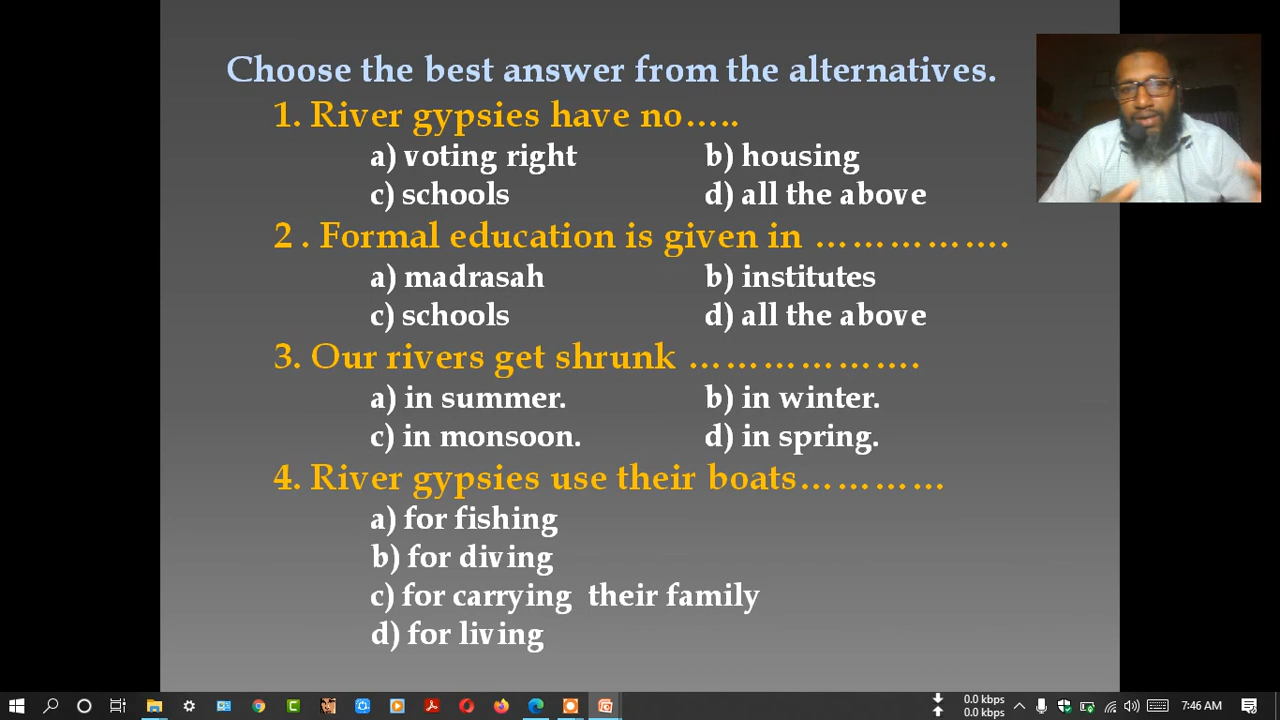 Choose the best answer from the alternatives.
1. River gypsies have no…..
a) voting right b) housing
c) schools d) all the above
2 . Formal education is given in …………….
a) madrasah b) institutes
c) schools d) all the above
3. Our rivers get shrunk ……………….
a) in summer. b) in winter.
c) in monsoon. d) in spring.
4. River gypsies use their boats…………
a) for fishing
b) for diving
c) for carrying their family
d) for living
0.0 kbps
0.0 kbps
7:46 AM